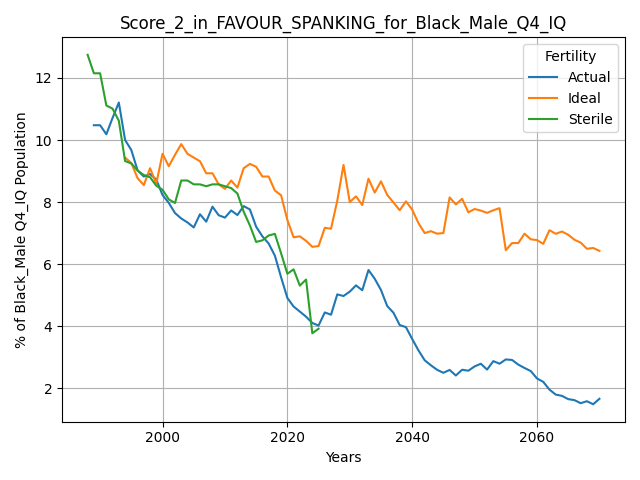 Score_2_in_FAVOUR_SPANKING_for_Black_Male_Q4_IQ
Fertility
Actual
Ideal
Sterile
% of Black_Male Q4_IQ Population
12
10
8
6
4
2
2000 2020 2040 2060
Years